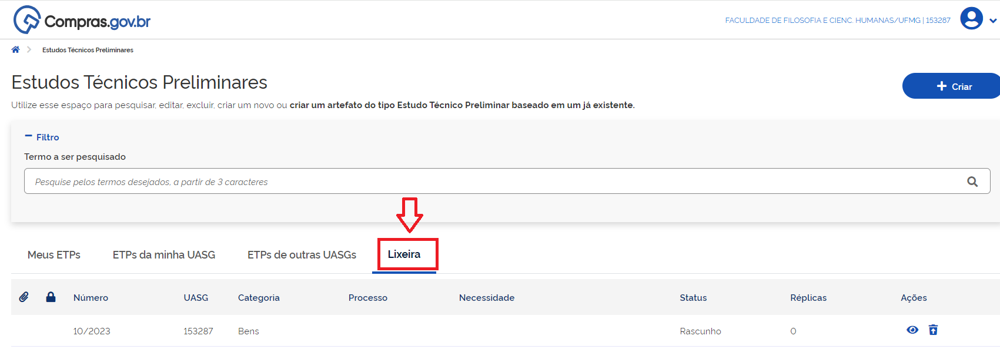 Compras.gov.br
FACULDADE DE FILOSOFIA E CIENC. HUMANAS/UFMG | 153287
Estudos Técnicos Preliminares
Estudos Técnicos Preliminares
Criar
Utilize esse espaço para pesquisar, editar, excluir, criar um novo ou criar um artefato do tipo Estudo Técnico Preliminar baseado em um já existente.
Filtro
Termo a ser pesquisado
Pesquise pelos termos desejados, a partir de 3 caracteres
Meus ETPs ETPs da minha UASG ETPs de outras UASGs Lixeira
Número UASG Categoria Processo Necessidade Status Réplicas Ações
10/2023 153287 Bens Rascunho 0